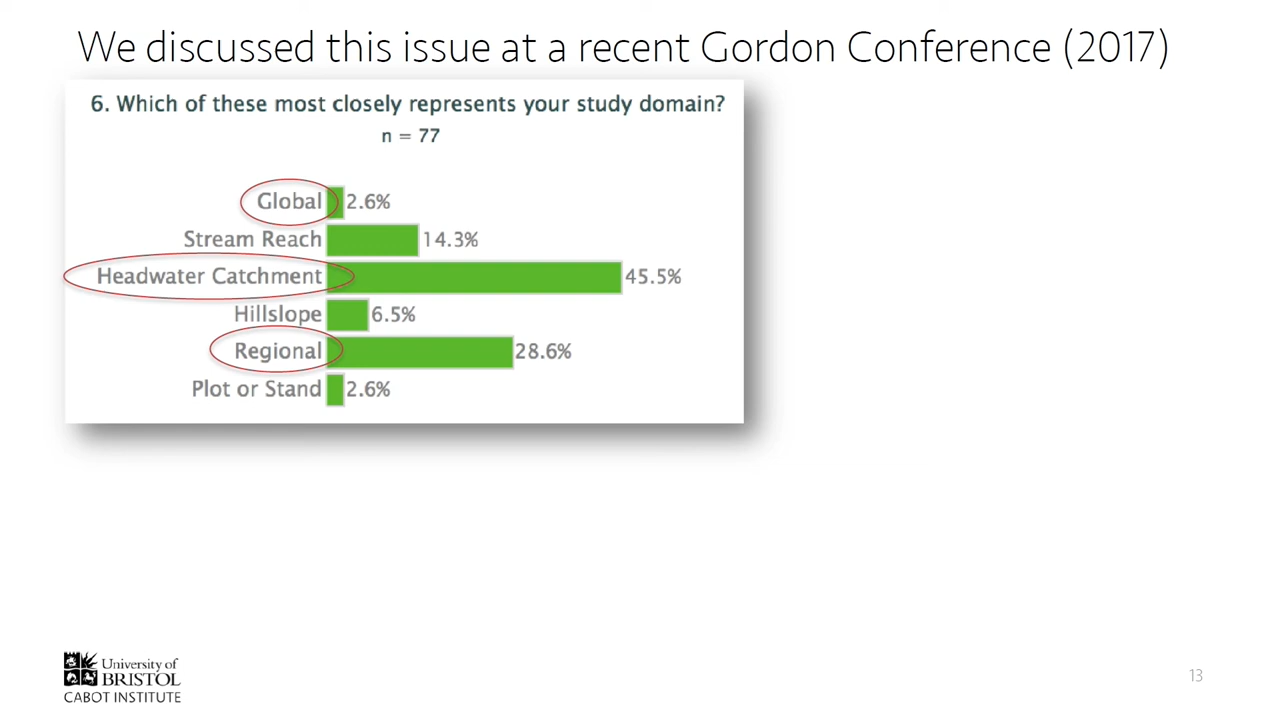 We discussed this issue at a recent Gordon Conference (2017)
6. Which of these most closely represents your study domain?
n = 77
Global 2.6%
Stream Reach 14.3%
Headwater Catchment 45.5%
Hillslope 6.5%
Regional 28.6%
Plot or Stand 2.6%
University of
BRISTOL
CABOT INSTITUTE
13